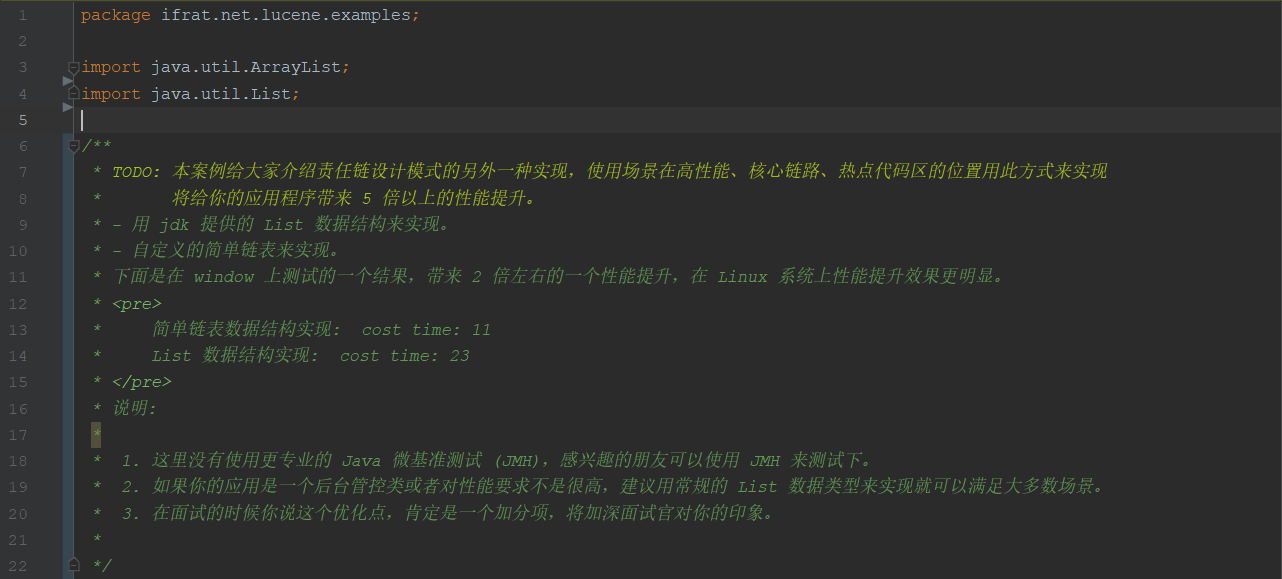 1 package ifrat.net.lucene.examples;
2
3 import java.util.ArrayList;
4 import java.util.List;
5
6 /**
7 * TODO: 本案例给大家介绍责任链设计模式的另外一种实现，使用场景在高性能、核心链路、热点代码区的位置用此方式来实现
8 * 将给你的应用程序带来 5 倍以上的性能提升。
9 * - 用 jdk 提供的 List 数据结构来实现。
10 * - 自定义的简单链表来实现。
11 * 下面是在 window 上测试的一个结果，带来 2 倍左右的一个性能提升，在 Linux 系统上性能提升效果更明显。
12 * <pre>
13 * 简单链表数据结构实现: cost time: 11
14 * List 数据结构实现: cost time: 23
15 * </pre>
16 * 说明:
17 *
18 * 1. 这里没有使用更专业的 Java 微基准测试 (JMH)，感兴趣的朋友可以使用 JMH 来测试下。
19 * 2. 如果你的应用是一个后台管控类或者对性能要求不是很高，建议用常规的 List 数据类型来实现就可以满足大多数场景。
20 * 3. 在面试的时候你说这个优化点，肯定是一个加分项，将加深面试官对你的印象。
21 *
22 */